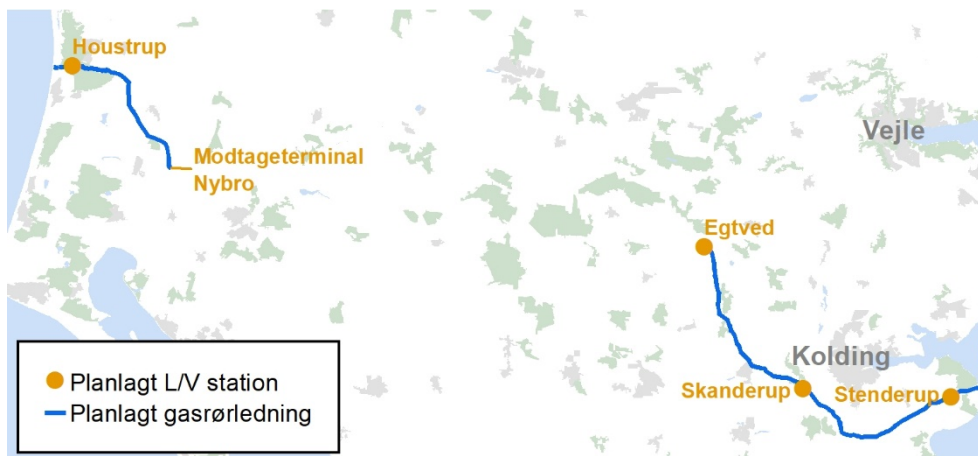 Houstrup
Modtageterminal
Nybro
Vejle
Egtved
Kolding
Skanderup
Stenderup
Planlagt L/V station
Planlagt gasrørledning